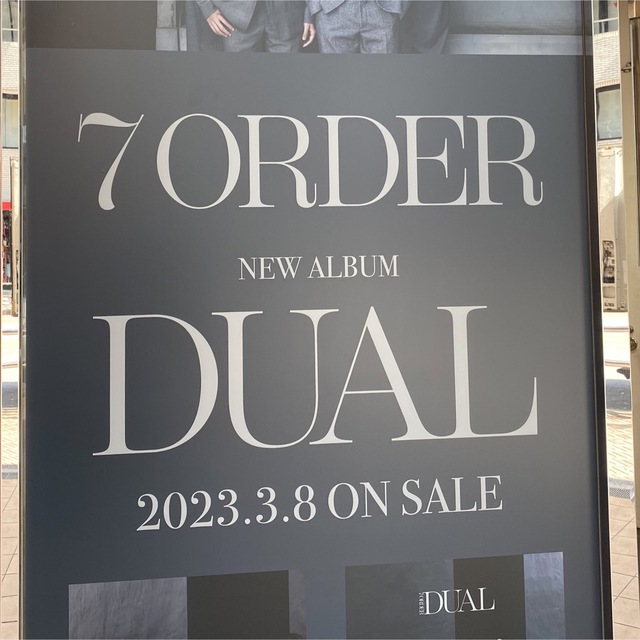 7 ORDER
NEW ALBUM
DUAL
2023.3.8 ON SALE
DUAL